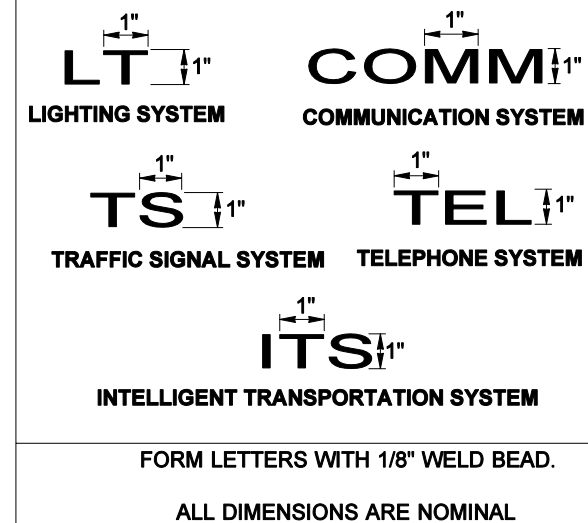 1" 1"
LT 1" COMM 1"
LIGHTING SYSTEM COMMUNICATION SYSTEM
1" 1"
TS 1" TEL 1"
TRAFFIC SIGNAL SYSTEM TELEPHONE SYSTEM
1"
ITS 1"
INTELLIGENT TRANSPORTATION SYSTEM
FORM LETTERS WITH 1/8" WELD BEAD.
ALL DIMENSIONS ARE NOMINAL